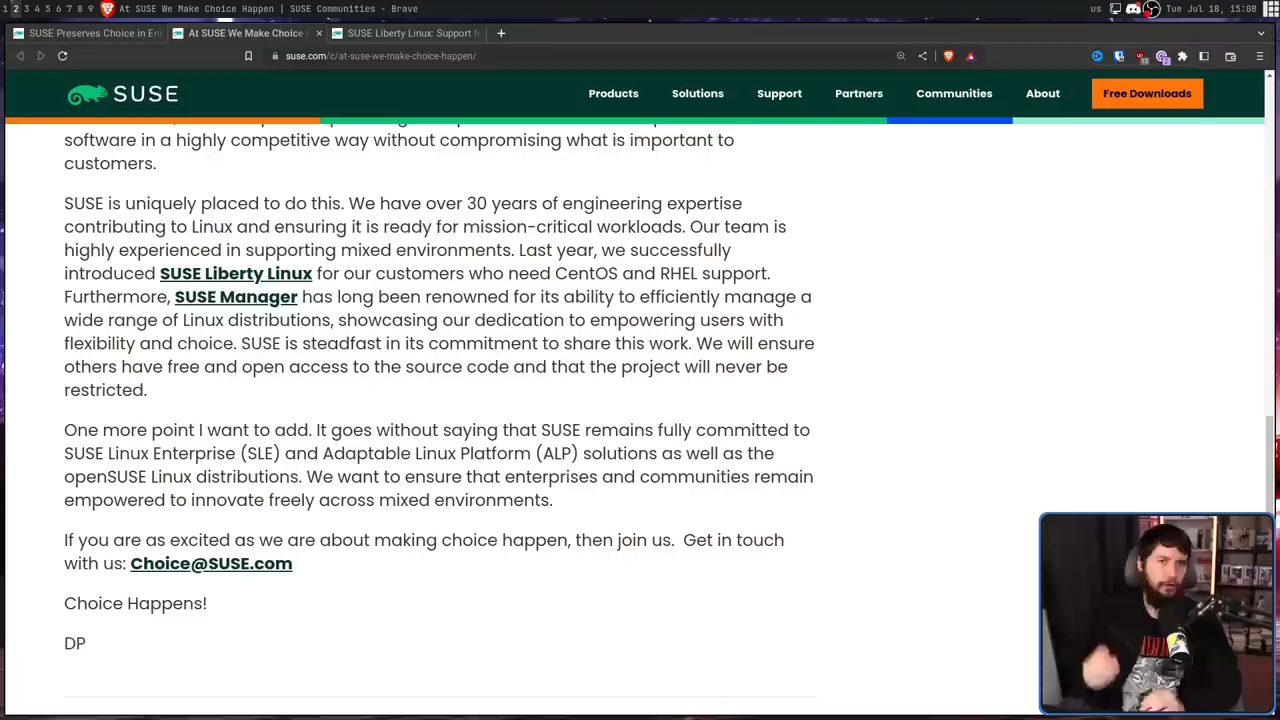 1 2 3 4 5 6 7 8 9 At SUSE We Make Choice Happen | SUSE Communities - Brave us Tue Jul 18, 15:08
SUSE Preserves Choice in En At SUSE We Make Choice SUSE Liberty Linux: Support f
suse.com/c/at-suse-we-make-choice-happen/
SUSE Products Solutions Support Partners Communities About Free Downloads
software in a highly competitive way without compromising what is important to
customers.
SUSE is uniquely placed to do this. We have over 30 years of engineering expertise
contributing to Linux and ensuring it is ready for mission-critical workloads. Our team is
highly experienced in supporting mixed environments. Last year, we successfully
introduced SUSE Liberty Linux for our customers who need CentOS and RHEL support.
Furthermore, SUSE Manager has long been renowned for its ability to efficiently manage a
wide range of Linux distributions, showcasing our dedication to empowering users with
flexibility and choice. SUSE is steadfast in its commitment to share this work. We will ensure
others have free and open access to the source code and that the project will never be
restricted.
One more point I want to add. It goes without saying that SUSE remains fully committed to
SUSE Linux Enterprise (SLE) and Adaptable Linux Platform (ALP) solutions as well as the
openSUSE Linux distributions. We want to ensure that enterprises and communities remain
empowered to innovate freely across mixed environments.
If you are as excited as we are about making choice happen, then join us. Get in touch
with us: Choice@SUSE.com
Choice Happens!
DP